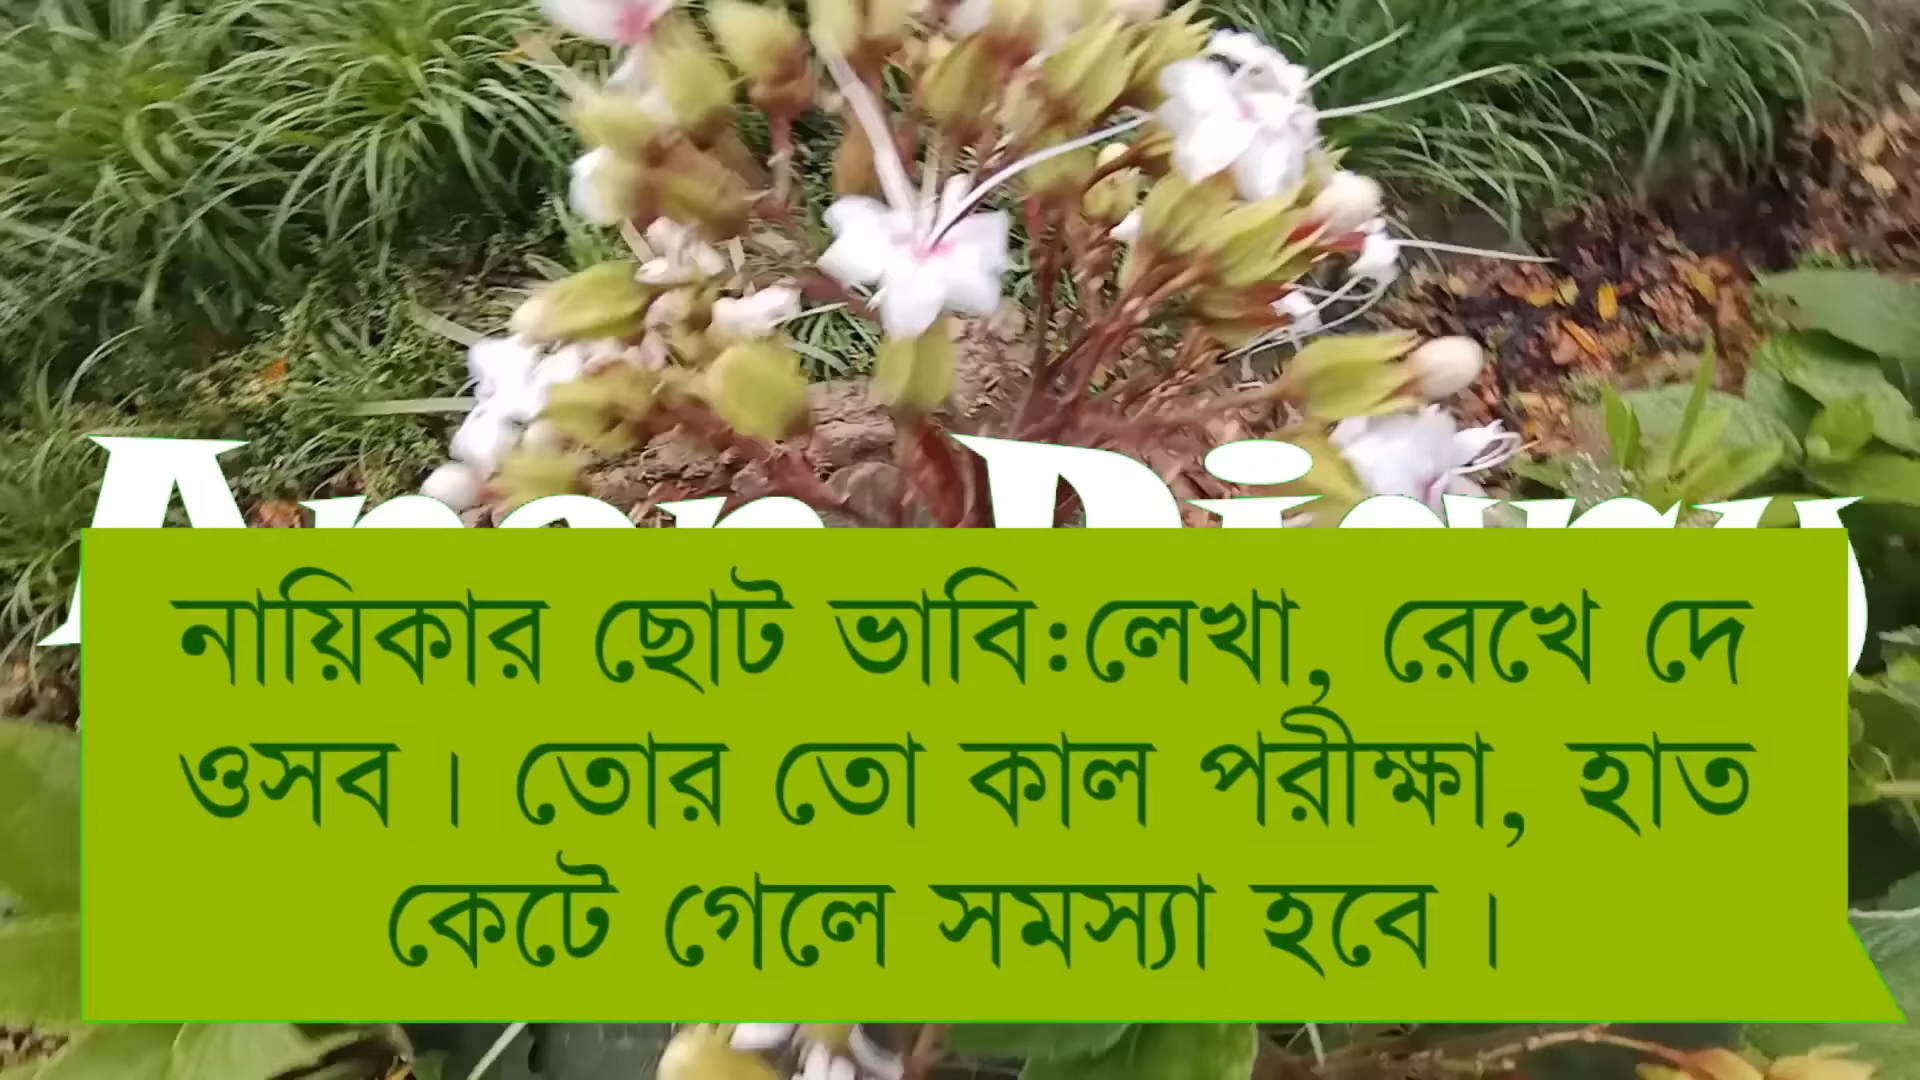 নায়িকার ছোট ভাবি:লেখা, রেখে দে
ওসব। তোর তো কাল পরীক্ষা, হাত
কেটে গেলে সমস্যা হবে।